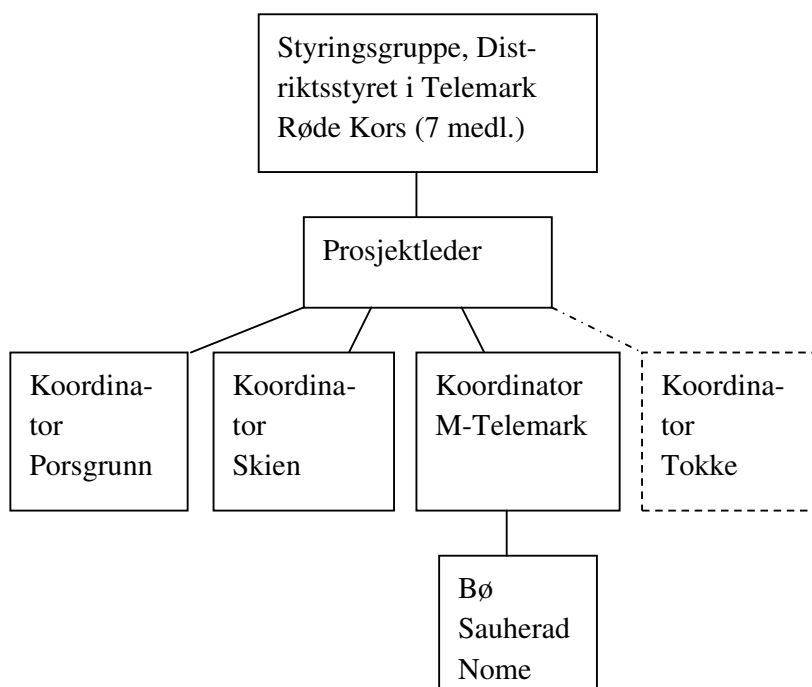 Styringsgruppe, Dist-
riktsstyret i Telemark
Røde Kors (7 medl.)
Prosjektleder
Koordina-
tor
Porsgrunn
Koordina-
tor
Skien
Koordinator
M-Telemark
Koordina-
tor
Tokke
Bø
Sauherad
Nome